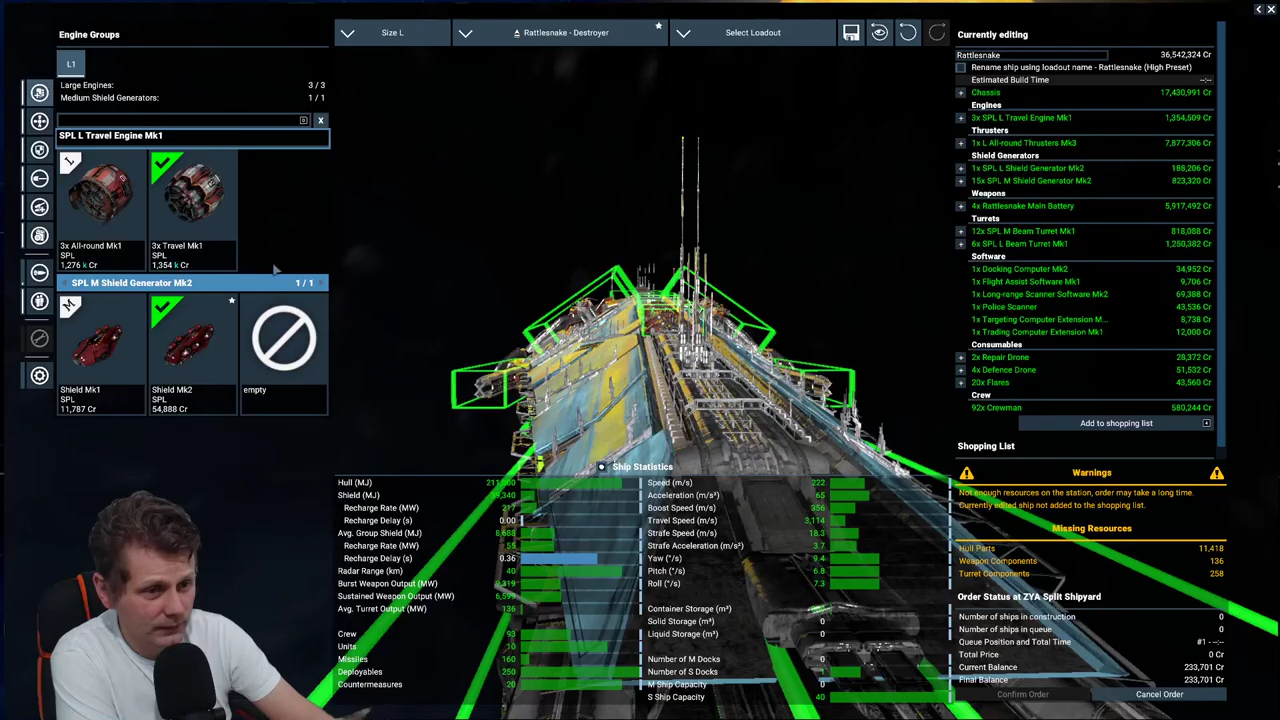 Engine Groups
L1
Large Engines: 3 / 3
Medium Shield Generators: 1 / 1
x
SPL L Travel Engine Mk1
3x All-round Mk1
SPL
1,276 k Cr
3x Travel Mk1
SPL
1,354 k Cr
SPL M Shield Generator Mk2 1 / 1
Shield Mk1
SPL
11,787 Cr
Shield Mk2
SPL
54,888 Cr
empty
Size L
Rattlesnake - Destroyer
Select Loadout
Ship Statistics
Hull (MJ)
Shield (MJ)
Recharge Rate (MW) 217
Recharge Delay (s) 0.00
Avg. Group Shield (MJ) 8,688
Recharge Rate (MW) 55
Recharge Delay (s) 0.36
Radar Range (km) 40
Burst Weapon Output (MW) 9,319
Sustained Weapon Output (MW) 6,599
Avg. Turret Output (MW) 136
Crew 93
Units 10
Missiles 160
Deployables 250
Countermeasures 20
Speed (m/s) 222
Acceleration (m/s²) 65
Boost Speed (m/s) 356
Travel Speed (m/s) 3,114
Strafe Speed (m/s) 18.3
Strafe Acceleration (m/s²) 3.7
Yaw (°/s) 9.4
Pitch (°/s) 6.8
Roll (°/s) 7.3
Container Storage (m³)
Solid Storage (m³) 0
Liquid Storage (m³) 0
Number of M Docks 0
Number of S Docks
M Ship Capacity 0
S Ship Capacity 40
Currently editing
Rattlesnake 36,542,324 Cr
Rename ship using loadout name - Rattlesnake (High Preset)
Estimated Build Time --:--
Chassis 17,430,991 Cr
Engines
3x SPL L Travel Engine Mk1 1,354,509 Cr
Thrusters
1x L All-round Thrusters Mk3 7,877,306 Cr
Shield Generators
1x SPL L Shield Generator Mk2 188,206 Cr
15x SPL M Shield Generator Mk2 823,320 Cr
Weapons
4x Rattlesnake Main Battery 5,917,492 Cr
Turrets
12x SPL M Beam Turret Mk1 818,088 Cr
6x SPL L Beam Turret Mk1 1,250,382 Cr
Software
1x Docking Computer Mk2 34,952 Cr
1x Flight Assist Software Mk1 9,706 Cr
1x Long-range Scanner Software Mk2 69,388 Cr
1x Police Scanner 43,536 Cr
1x Targeting Computer Extension M... 8,738 Cr
1x Trading Computer Extension Mk1 12,000 Cr
Consumables
2x Repair Drone 28,372 Cr
4x Defence Drone 51,532 Cr
20x Flares 43,560 Cr
Crew
92x Crewman 580,244 Cr
Add to shopping list
Shopping List
Warnings
Not enough resources on the station, order may take a long time.
Currently edited ship not added to the shopping list.
Missing Resources
Hull Parts 11,418
Weapon Components 136
Turret Components 258
Order Status at ZYA Split Shipyard
Number of ships in construction 0
Number of ships in queue 0
Queue Position and Total Time #1 --:--
Total Price 0 Cr
Current Balance 233,701 Cr
Final Balance 233,701 Cr
Confirm Order
Cancel Order